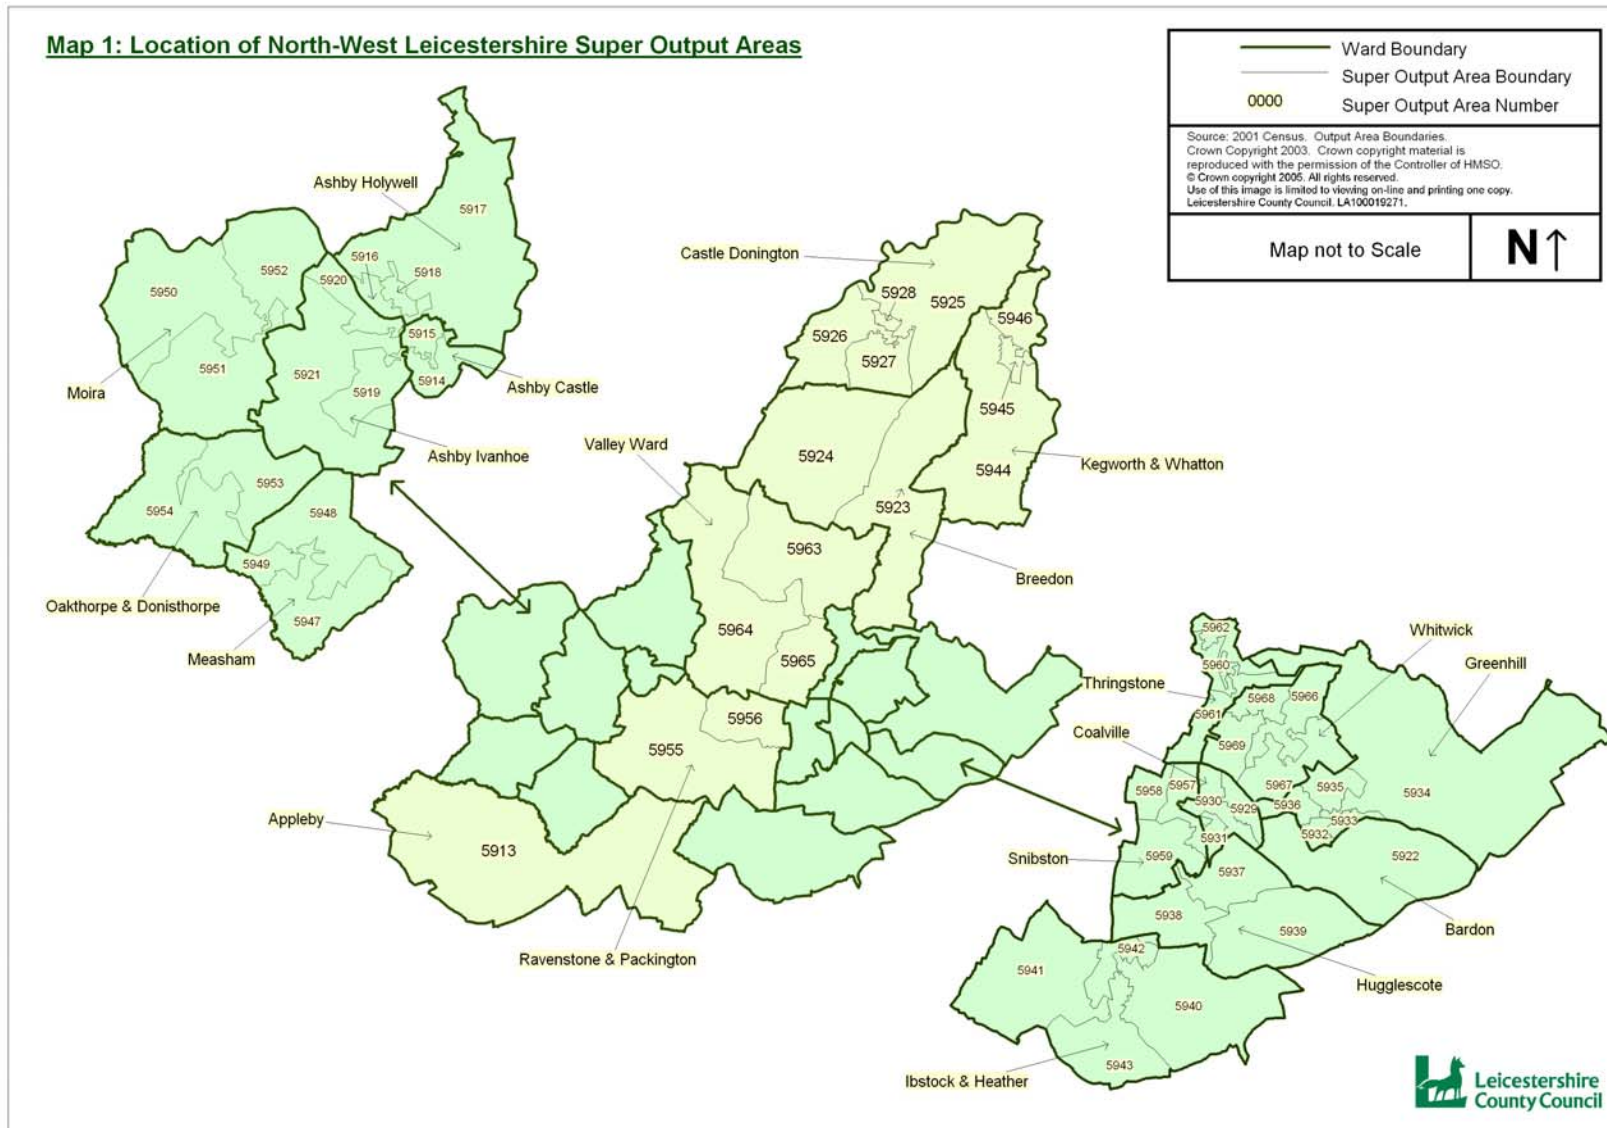 Map 1: Location of North-West Leicestershire Super Output Areas
Ward Boundary
Super Output Area Boundary
0000 Super Output Area Number
Source: 2001 Census. Output Area Boundaries.
Crown Copyright 2003. Crown copyright material is
reproduced with the permission of the Controller of HMSO.
© Crown copyright 2005. All rights reserved.
Use of this image is limited to viewing on-line and printing one copy.
Leicestershire County Council. LA100019271.
Map not to Scale
N
Ashby Holywell
5917
5916
5918
5952
5920
5950
5915
5951
5921
5914
5919
Moira
Ashby Castle
Ashby Ivanhoe
5953
5954
5948
5949
5947
Oakthorpe & Donisthorpe
Measham
Castle Donington
5928
5925
5946
5926
5927
5945
Valley Ward
5924
5944
Kegworth & Whatton
5923
5963
Breedon
5964
5965
5956
5955
Appleby
5913
Ravenstone & Packington
5962
Whitwick
5960
Greenhill
Thringstone
5968
5966
5961
Coalville
5969
5958
5957
5967
5935
5934
5930
5929
5936
5933
5931
5932
Snibston
5959
5922
5937
5938
5939
Bardon
5942
5941
Hugglescote
5940
5943
Ibstock & Heather
Leicestershire
County Council